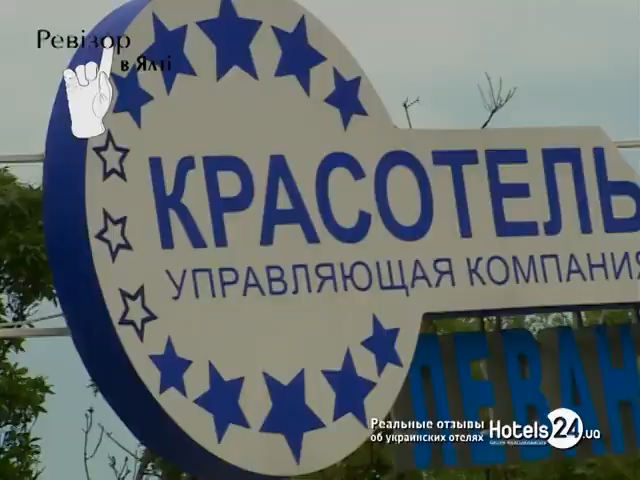 Ревізор
в Ялті
КРАСОТЕЛЬ
УПРАВЛЯЮЩАЯ КОМПАНИЯ
ЛЕВАН
Реальные отзывы
об украинских отелях
Hotels24.ua